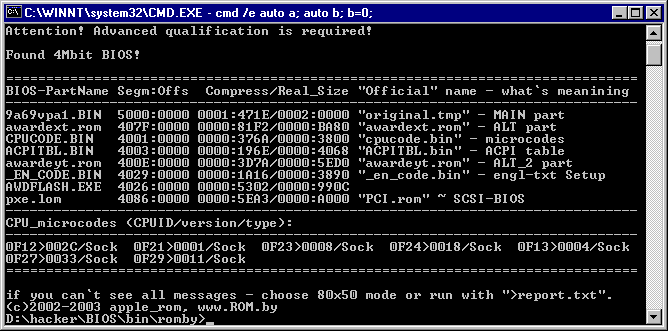 C:\WINNT\system32\CMD.EXE - cmd /e auto a; auto b; b=0;
Attention! Advanced qualification is required!
Found 4Mbit BIOS!
BIOS-PartName Segm:Offs Compress/Real_Size "Official" name - what`s meanining
9a69vpa1.BIN 5000:0000 0001:471E/0002:0000 "original.tmp" - MAIN part
awardext.rom 407F:0000 0000:81F2/0000:BA80 "awardext.rom" - ALT part
CPUCODE.BIN 4001:0000 0000:376A/0000:3800 "cpucode.bin" - microcodes
ACPITBL.BIN 4003:0000 0000:196E/0000:4068 "ACPITBL.bin" - ACPI table
awardeyt.rom 400E:0000 0000:3D7A/0000:5ED0 "awardeyt.rom" - ALT_2 part
_EN_CODE.BIN 4029:0000 0000:1A16/0000:3890 "_en_code.bin" - engl-txt Setup
AWDFLASH.EXE 4026:0000 0000:5302/0000:990C
pxe.lom 4086:0000 0000:5EA3/0000:A000 "PCI.rom" ~ SCSI-BIOS
CPU_microcodes (CPUID/version/type):
0F12>002C/Sock 0F21>0001/Sock 0F23>0008/Sock 0F24>0018/Sock 0F13>0004/Sock
0F27>0033/Sock 0F29>0011/Sock
if you can`t see all messages - choose 80x50 mode or run with ">report.txt".
(c)2002-2003 apple_rom, www.ROM.by
D:\hacker\BIOS\bin\romby>_